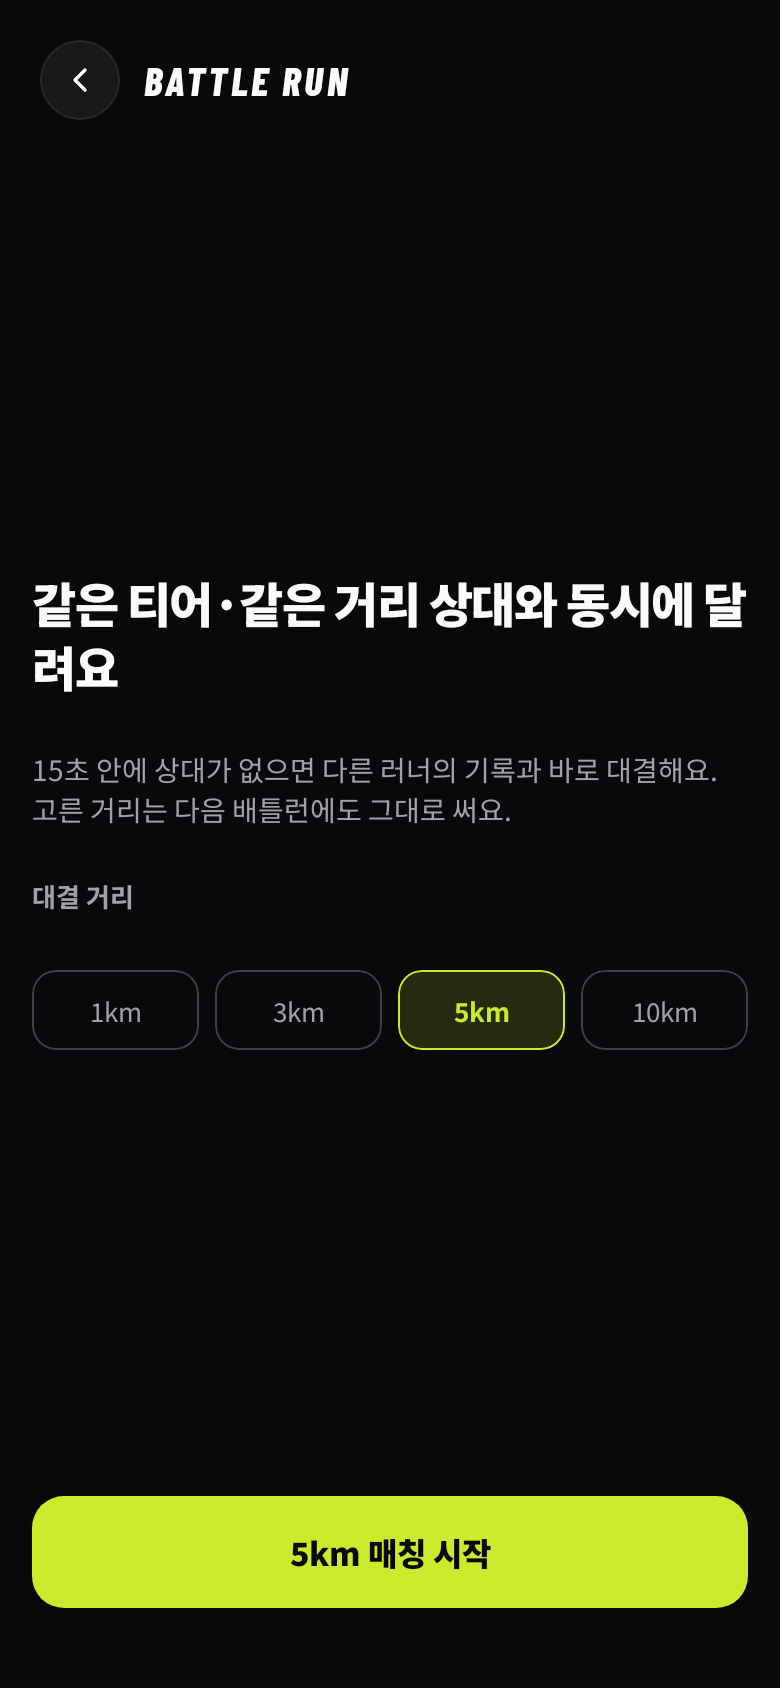 BATTLE RUN
같은 티어·같은 거리 상대와 동시에 달
려요
15초 안에 상대가 없으면 다른 러너의 기록과 바로 대결해요.
고른 거리는 다음 배틀런에도 그대로 써요.
대결 거리
1km 3km 5km 10km
5km 매칭 시작